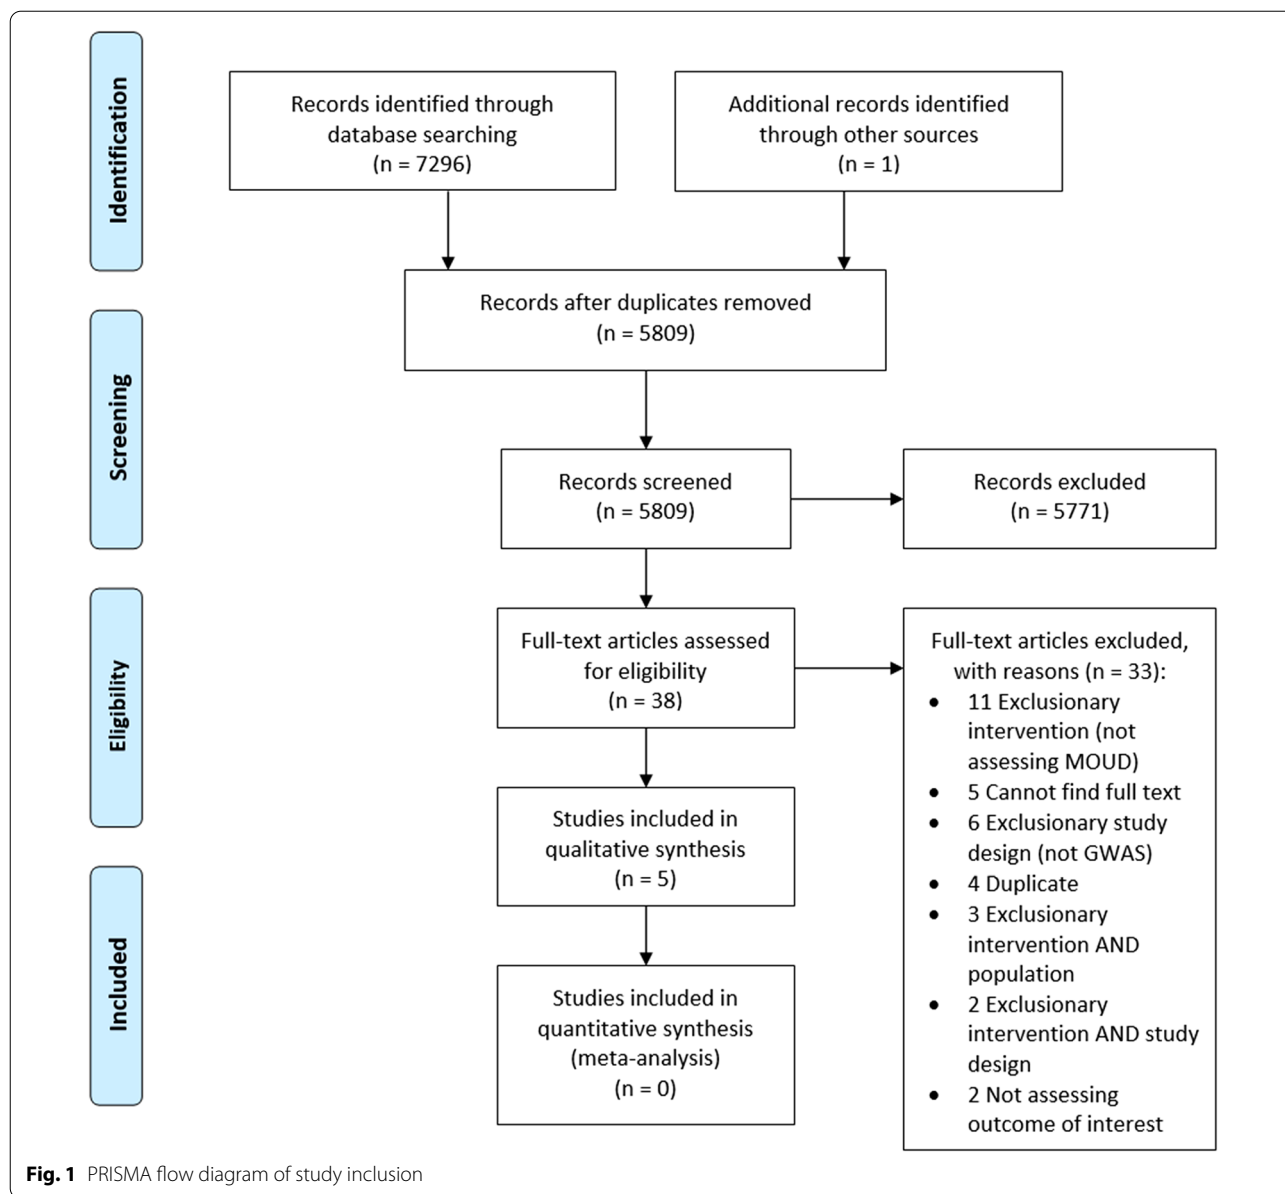 Identification
Records identified through
database searching
(n = 7296)
Additional records identified
through other sources
(n = 1)
Records after duplicates removed
(n = 5809)
Screening
Records screened
(n = 5809)
Records excluded
(n = 5771)
Eligibility
Full-text articles assessed
for eligibility
(n = 38)
Full-text articles excluded,
with reasons (n = 33):
• 11 Exclusionary
intervention (not
assessing MOUD)
• 5 Cannot find full text
• 6 Exclusionary study
design (not GWAS)
• 4 Duplicate
• 3 Exclusionary
intervention AND
population
• 2 Exclusionary
intervention AND study
design
• 2 Not assessing
outcome of interest
Studies included in
qualitative synthesis
(n = 5)
Included
Studies included in
quantitative synthesis
(meta-analysis)
(n = 0)
Fig. 1 PRISMA flow diagram of study inclusion